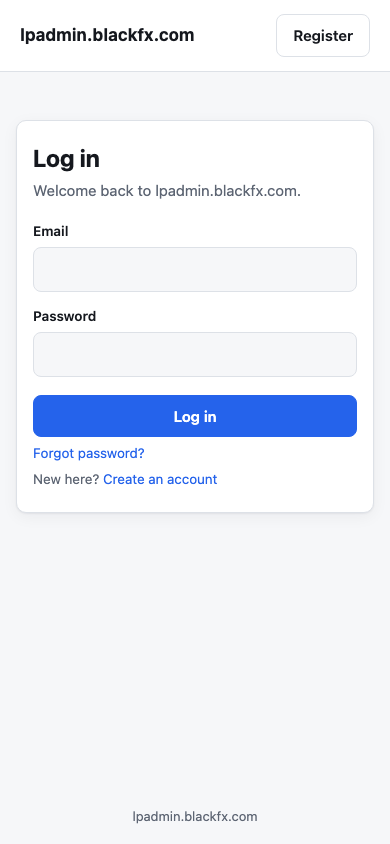 lpadmin.blackfx.com
Register
Log in
Welcome back to lpadmin.blackfx.com.
Email
Password
Log in
Forgot password?
New here? Create an account
lpadmin.blackfx.com